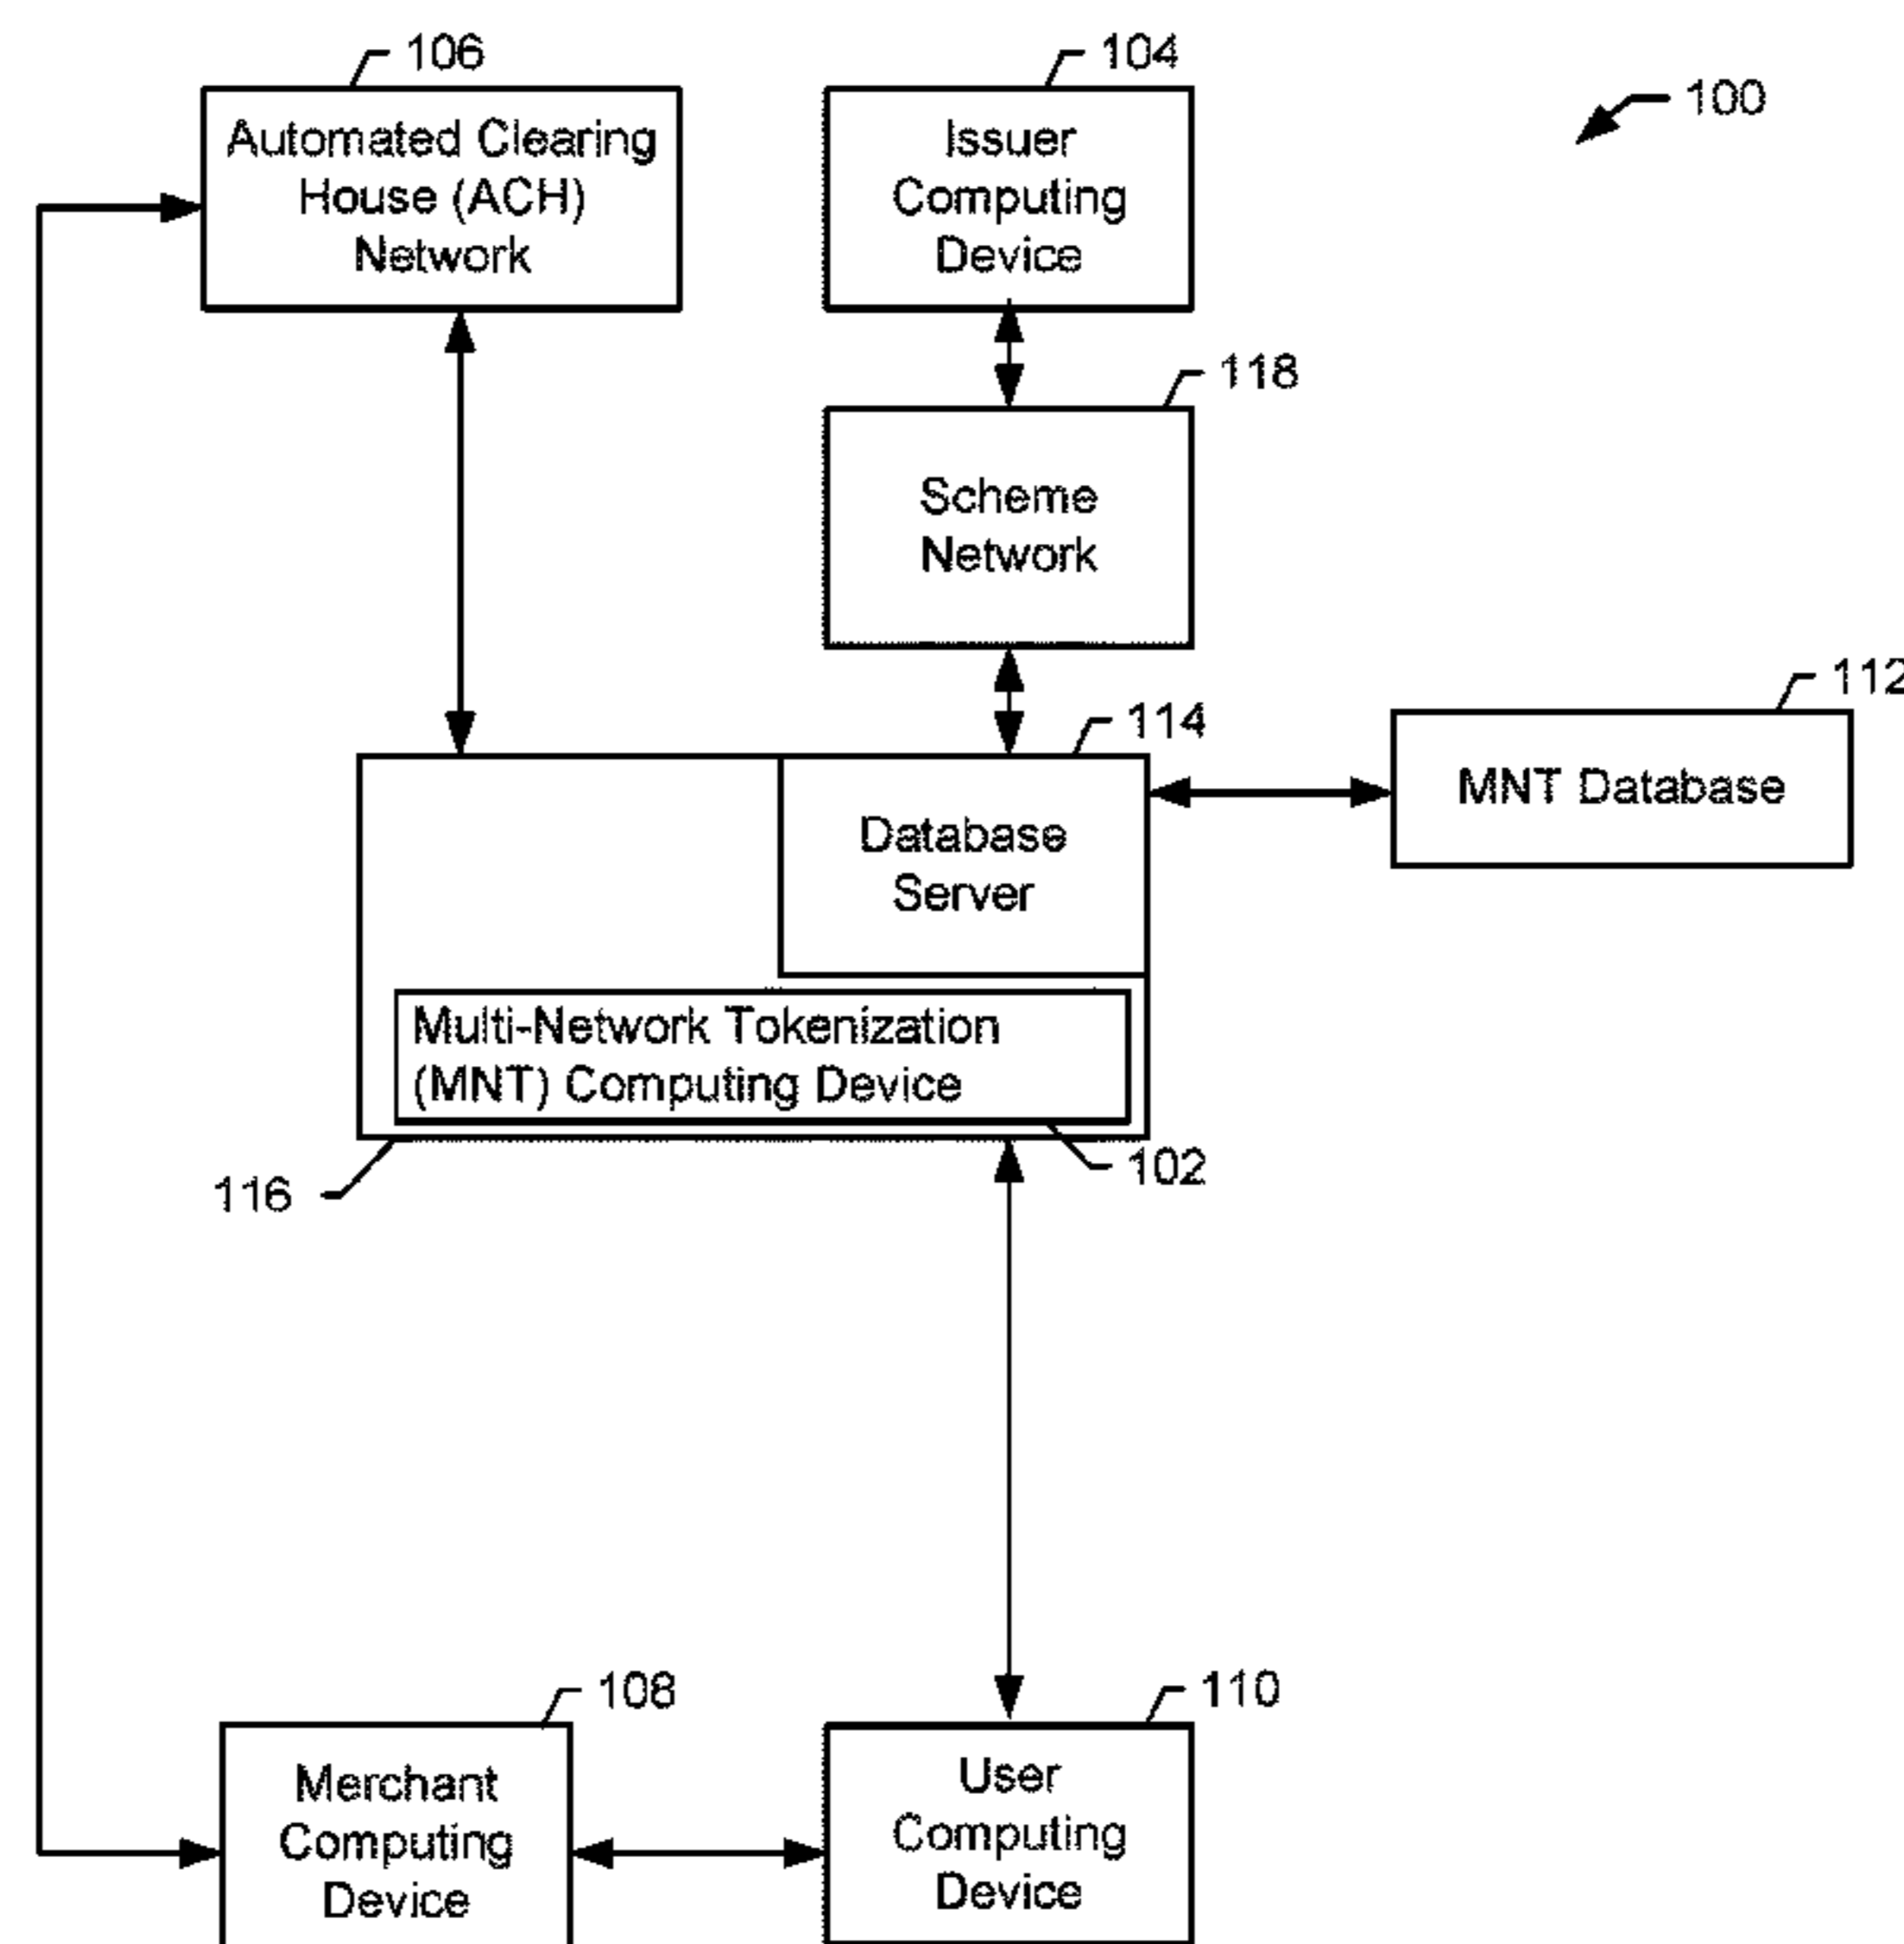 106
104
100
Automated Clearing
House (ACH)
Network
Issuer
Computing
Device
118
Scheme
Network
112
114
MNT Database
Database
Server
Multi-Network Tokenization
(MNT) Computing Device
102
116
108
110
Merchant
Computing
Device
User
Computing
Device